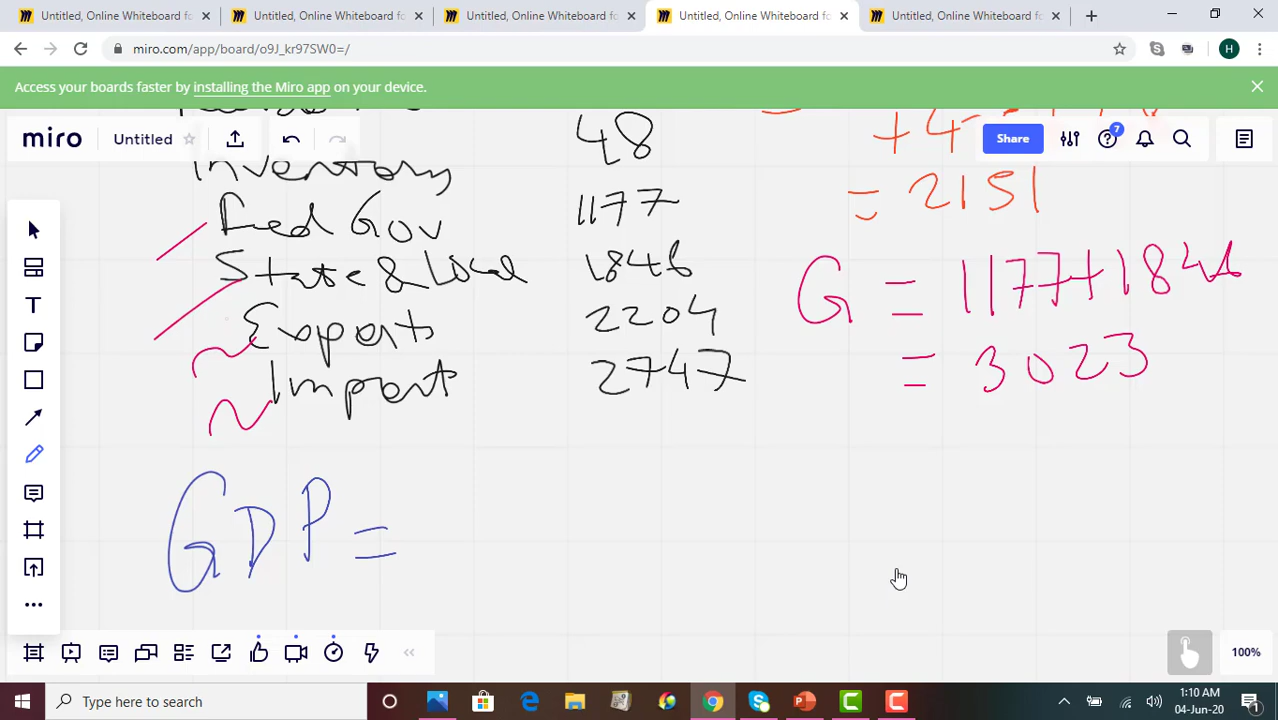 Untitled, Online Whiteboard fo
Untitled, Online Whiteboard fo
Untitled, Online Whiteboard fo
Untitled, Online Whiteboard fo
Untitled, Online Whiteboard fo
miro.com/app/board/o9J_kr97SW0=/
H
Access your boards faster by installing the Miro app on your device.
miro
Untitled
Share
7
48
= 2151
Inventory
Fed Gov 1177
State & Local 1846
Exports 2204
Import 2747
G = 1177+1846
= 3023
GDP =
100%
Type here to search
1:10 AM
04-Jun-20
1